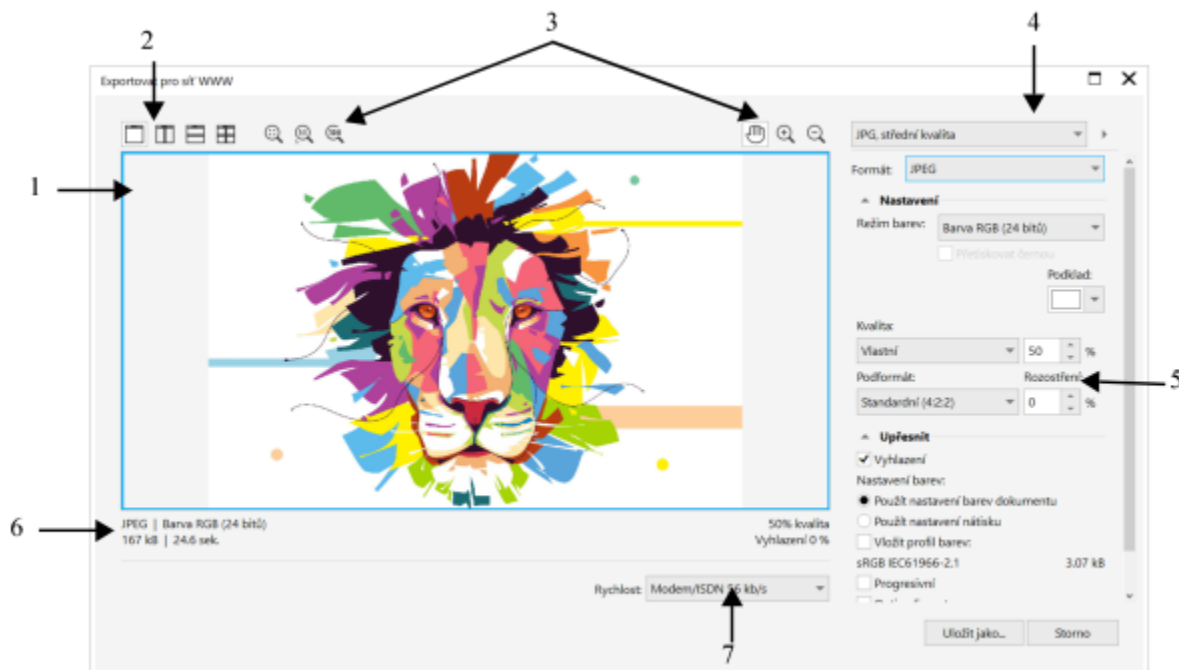 2
3
4
Exportovat pro síť WWW
JPG, střední kvalita
Formát: JPEG
1
Nastavení
Režim barev: Barva RGB (24 bitů)
Přetiskovat černou
Podklad:
Kvalita:
Vlastní 50 %
Podformát: Rozostření:
5
Standardní (4:2:2) 0 %
Upřesnit
Vyhlazení
Nastavení barev:
Použít nastavení barev dokumentu
Použít nastavení nátisku
Vložit profil barev:
sRGB IEC61966-2.1 3.07 kB
Progresivní
6
JPEG | Barva RGB (24 bitů) 50% kvalita
167 kB | 24.6 sek. Vyhlazení 0 %
Rychlost: Modem/ISDN 56 kb/s
7
Uložit jako... Storno